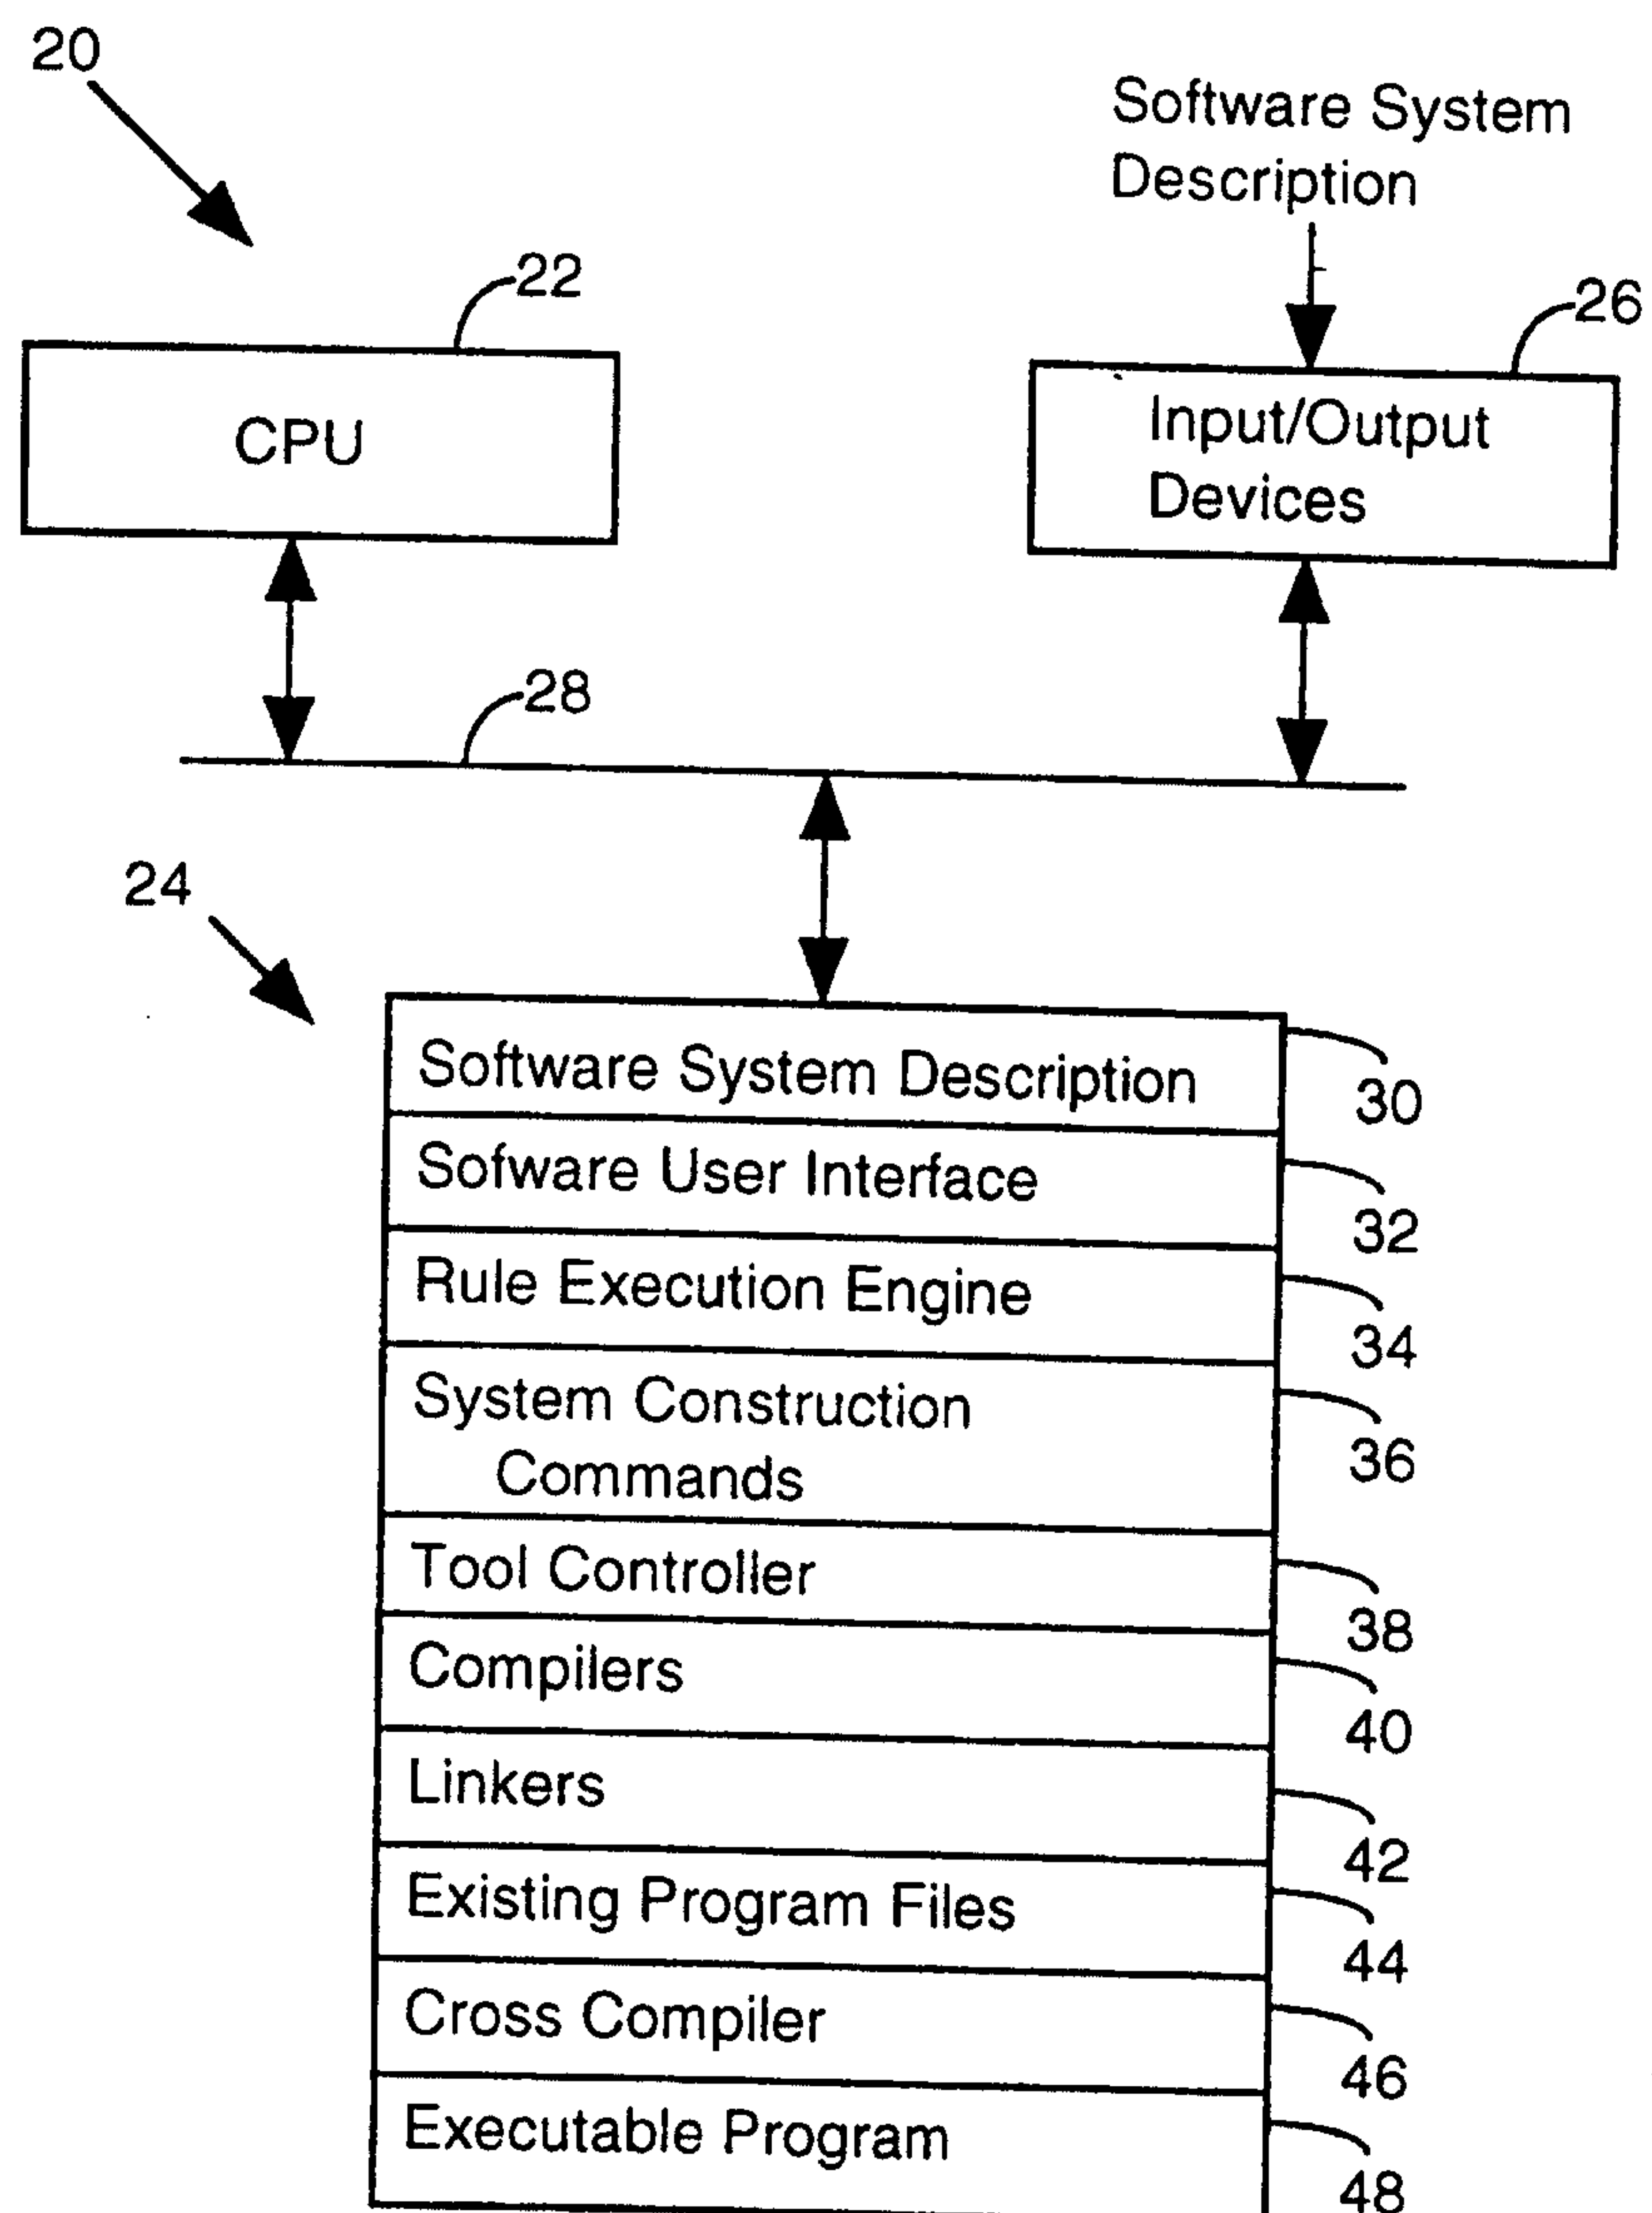 20
Software System
Description
22
26
CPU
Input/Output
Devices
28
24
Software System Description
30
Sofware User Interface
32
Rule Execution Engine
34
System Construction
Commands
36
Tool Controller
38
Compilers
40
Linkers
42
Existing Program Files
44
Cross Compiler
46
Executable Program
48